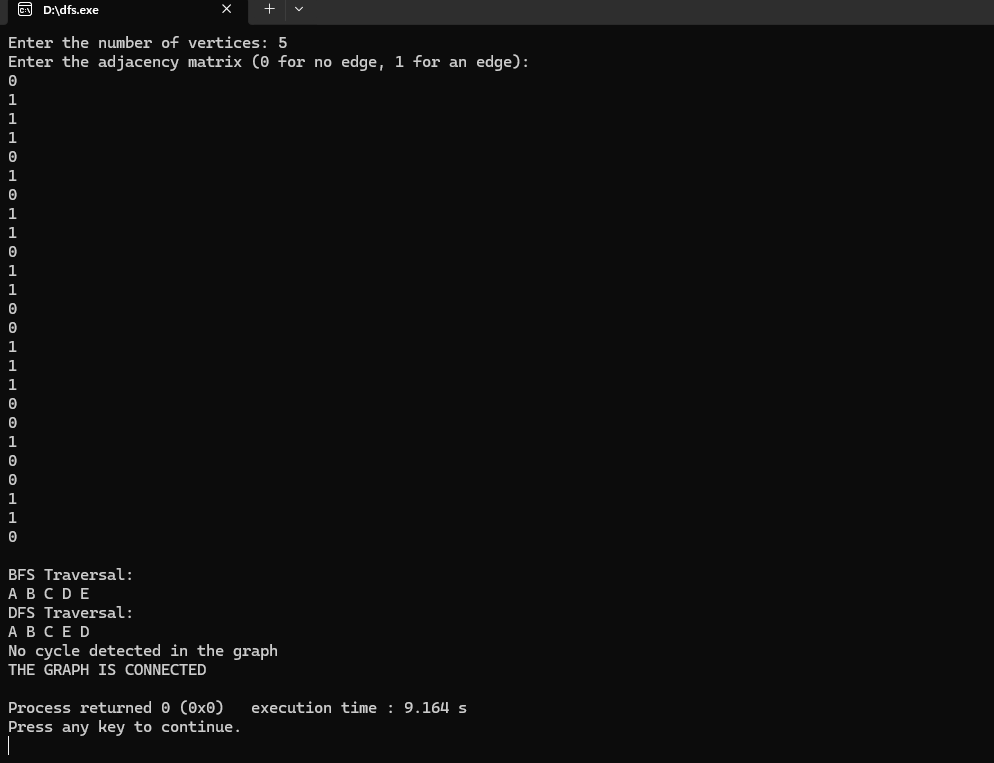 D:\dfs.exe
Enter the number of vertices: 5
Enter the adjacency matrix (0 for no edge, 1 for an edge):
0
1
1
1
0
1
0
1
1
0
1
1
0
0
1
1
1
0
0
1
0
0
1
1
0
BFS Traversal:
A B C D E
DFS Traversal:
A B C E D
No cycle detected in the graph
THE GRAPH IS CONNECTED
Process returned 0 (0x0)   execution time : 9.164 s
Press any key to continue.